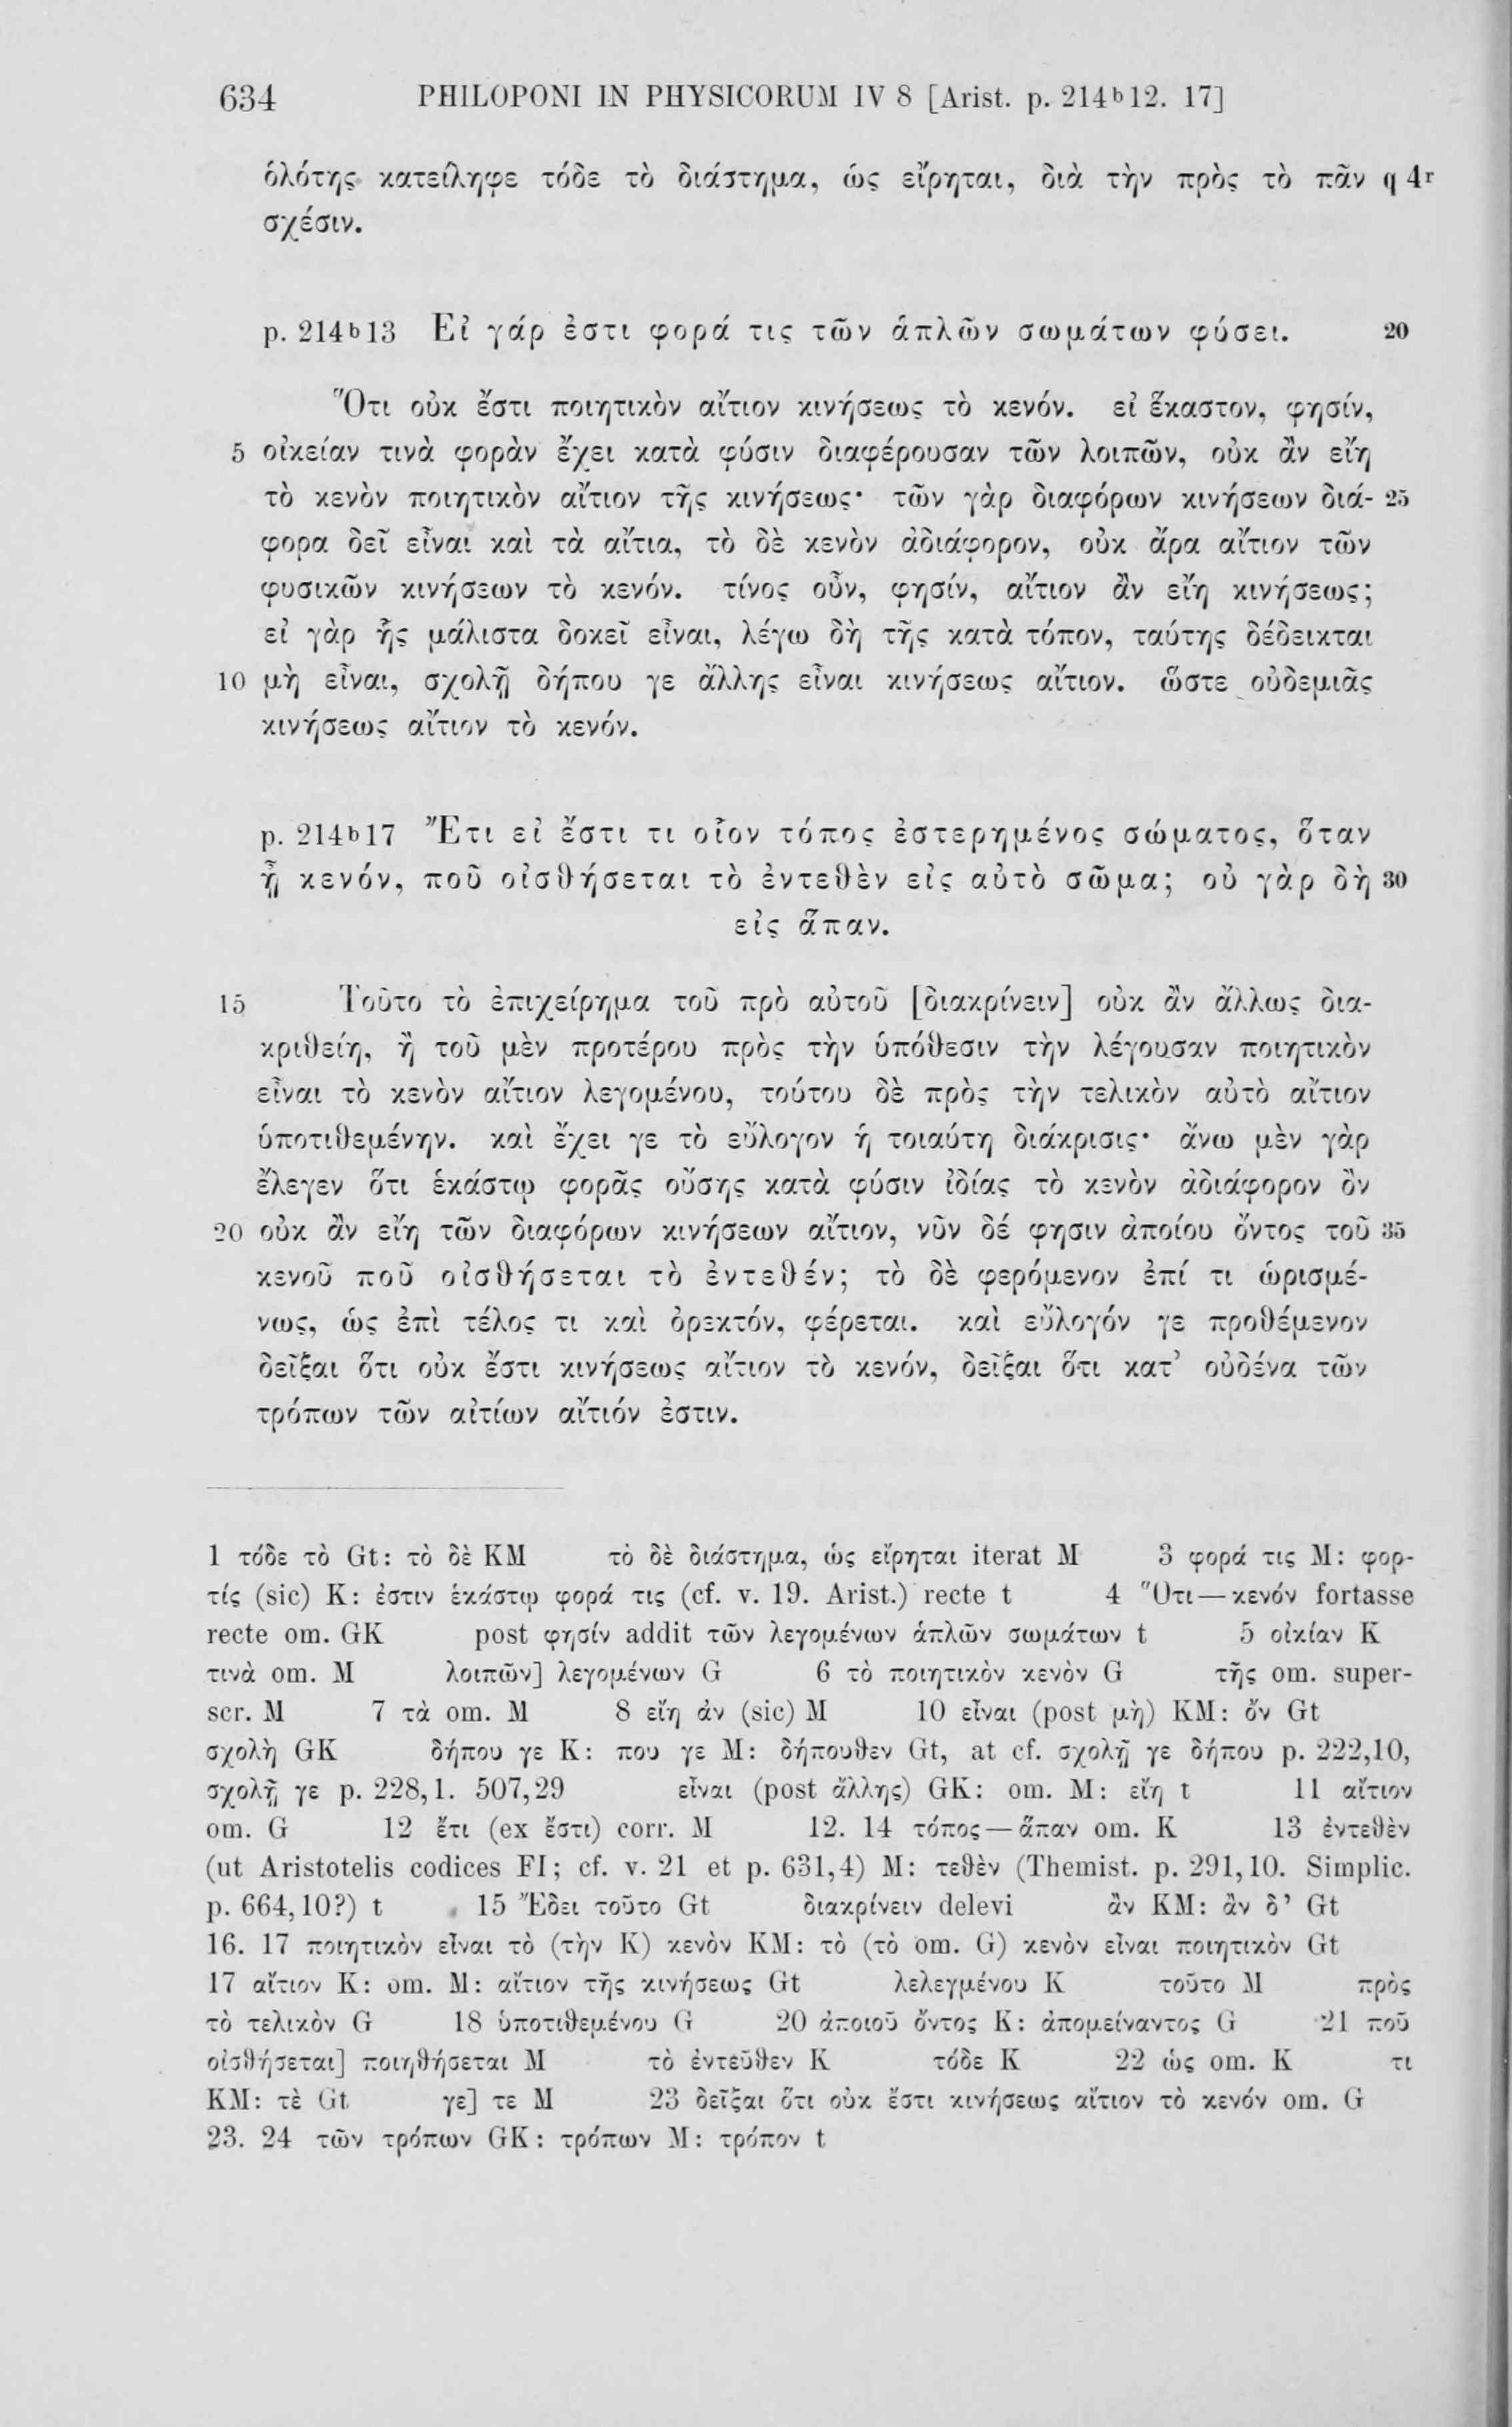 634 PHILOPONI IN PHYSICORUM IV 8 [Arist. p. 214ᵇ12. 17]
ὁλότης κατείληφε τόδε τὸ διάστημα, ὡς εἴρηται, διὰ τὴν πρὸς τὸ πᾶν q 4ʳ
σχέσιν.
p. 214ᵇ13 Εἰ γάρ ἐστι φορά τις τῶν ἁπλῶν σωμάτων φύσει. 20
Ὅτι οὐκ ἔστι ποιητικὸν αἴτιον κινήσεως τὸ κενόν. εἰ ἕκαστον, φησίν,
5 οἰκείαν τινὰ φορὰν ἔχει κατὰ φύσιν διαφέρουσαν τῶν λοιπῶν, οὐκ ἂν εἴη
τὸ κενὸν ποιητικὸν αἴτιον τῆς κινήσεως· τῶν γὰρ διαφόρων κινήσεων διά- 25
φορα δεῖ εἶναι καὶ τὰ αἴτια, τὸ δὲ κενὸν ἀδιάφορον, οὐκ ἄρα αἴτιον τῶν
φυσικῶν κινήσεων τὸ κενόν. τίνος οὖν, φησίν, αἴτιον ἂν εἴη κινήσεως;
εἰ γὰρ ἧς μάλιστα δοκεῖ εἶναι, λέγω δὴ τῆς κατὰ τόπον, ταύτης δέδεικται
10 μὴ εἶναι, σχολῇ δήπου γε ἄλλης εἶναι κινήσεως αἴτιον. ὥστε οὐδεμιᾶς
κινήσεως αἴτιον τὸ κενόν.
p. 214ᵇ17 Ἔτι εἰ ἔστι τι οἷον τόπος ἐστερημένος σώματος, ὅταν
ᾖ κενόν, ποῦ οἰσθήσεται τὸ ἐντεθὲν εἰς αὐτὸ σῶμα; οὐ γὰρ δὴ 30
εἰς ἅπαν.
15 Τοῦτο τὸ ἐπιχείρημα τοῦ πρὸ αὐτοῦ [διακρίνειν] οὐκ ἂν ἄλλως δια-
κριθείη, ἢ τοῦ μὲν προτέρου πρὸς τὴν ὑπόθεσιν τὴν λέγουσαν ποιητικὸν
εἶναι τὸ κενὸν αἴτιον λεγομένου, τούτου δὲ πρὸς τὴν τελικὸν αὐτὸ αἴτιον
ὑποτιθεμένην. καὶ ἔχει γε τὸ εὔλογον ἡ τοιαύτη διάκρισις· ἄνω μὲν γὰρ
ἔλεγεν ὅτι ἑκάστῳ φορᾶς οὔσης κατὰ φύσιν ἰδίας τὸ κενὸν ἀδιάφορον ὂν
20 οὐκ ἂν εἴη τῶν διαφόρων κινήσεων αἴτιον, νῦν δέ φησιν ἀποίου ὄντος τοῦ 35
κενοῦ ποῦ οἰσθήσεται τὸ ἐντεθέν; τὸ δὲ φερόμενον ἐπί τι ὡρισμέ-
νως, ὡς ἐπὶ τέλος τι καὶ ὀρεκτόν, φέρεται. καὶ εὔλογόν γε προθέμενον
δεῖξαι ὅτι οὐκ ἔστι κινήσεως αἴτιον τὸ κενόν, δεῖξαι ὅτι κατ’ οὐδένα τῶν
τρόπων τῶν αἰτίων αἴτιόν ἐστιν.
1 τόδε τὸ Gt: τὸ δὲ KM τὸ δὲ διάστημα, ὡς εἴρηται iterat M 3 φορά τις M: φορ-
τίς (sic) K: ἐστιν ἑκάστῳ φορά τις (cf. v. 19. Arist.) recte t 4 Ὅτι — κενόν fortasse
recte om. GK post φησίν addit τῶν λεγομένων ἁπλῶν σωμάτων t 5 οἰκίαν K
τινὰ om. M λοιπῶν] λεγομένων G 6 τὸ ποιητικὸν κενὸν G τῆς om. super-
scr. M 7 τὰ om. M 8 εἴη ἀν (sic) M 10 εἶναι (post μὴ) KM: ὄν Gt
σχολὴ GK δήπου γε K: που γε M: δήπουθεν Gt, at cf. σχολῇ γε δήπου p. 222,10,
σχολῇ γε p. 228,1. 507,29 εἶναι (post ἄλλης) GK: om. M: εἴη t 11 αἴτιον
om. G 12 ἔτι (ex ἔστι) corr. M 12. 14 τόπος — ἅπαν om. K 13 ἐντεθὲν
(ut Aristotelis codices FI; cf. v. 21 et p. 631,4) M: τεθὲν (Themist. p. 291,10. Simplic.
p. 664,10?) t 15 Ἔδει τοῦτο Gt διακρίνειν delevi ἂν KM: ἂν δ’ Gt
16. 17 ποιητικὸν εἶναι τὸ (τὴν K) κενὸν KM: τὸ (τὸ om. G) κενὸν εἶναι ποιητικὸν Gt
17 αἴτιον K: om. M: αἴτιον τῆς κινήσεως Gt λελεγμένου K τοῦτο M πρὸς
τὸ τελικὸν G 18 ὑποτιθεμένου G 20 ἀποιοῦ ὄντος K: ἀπομείναντος G 21 ποῦ
οἰσθήσεται] ποιηθήσεται M τὸ ἐντεῦθεν K τόδε K 22 ὡς om. K τι
KM: τὲ Gt γε] τε M 23 δεῖξαι ὅτι οὐκ ἔστι κινήσεως αἴτιον τὸ κενόν om. G
23. 24 τῶν τρόπων GK: τρόπων M: τρόπον t